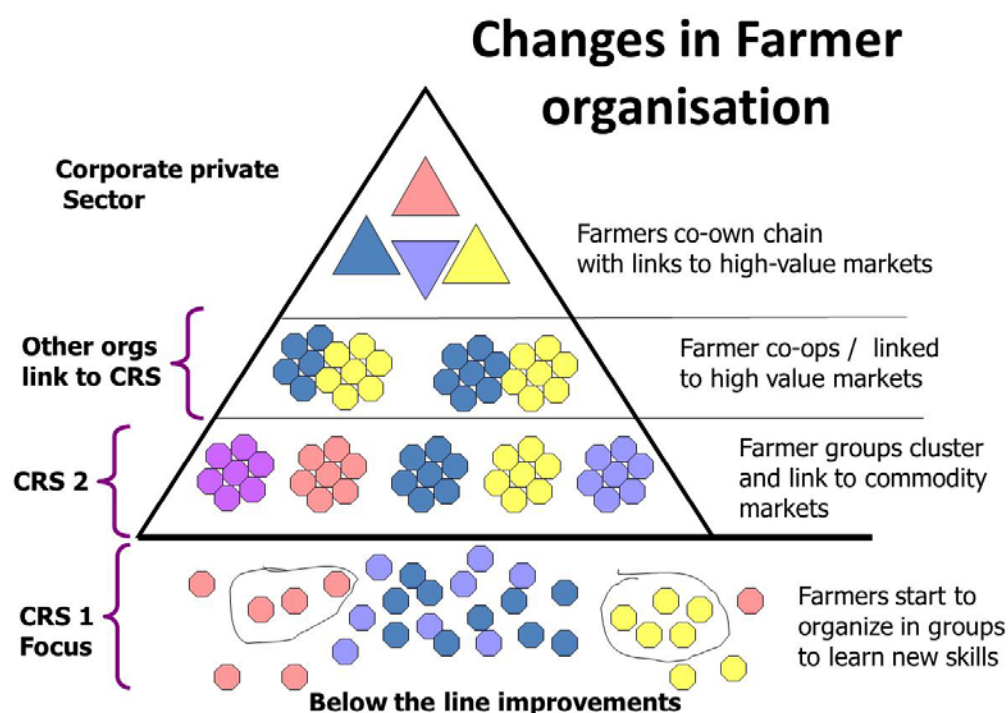 Changes in Farmer
organisation
Corporate private
Sector
Farmers co-own chain
with links to high-value markets
Other orgs
link to CRS
Farmer co-ops / linked
to high value markets
CRS 2
Farmer groups cluster
and link to commodity
markets
CRS 1
Focus
Farmers start to
organize in groups
to learn new skills
Below the line improvements